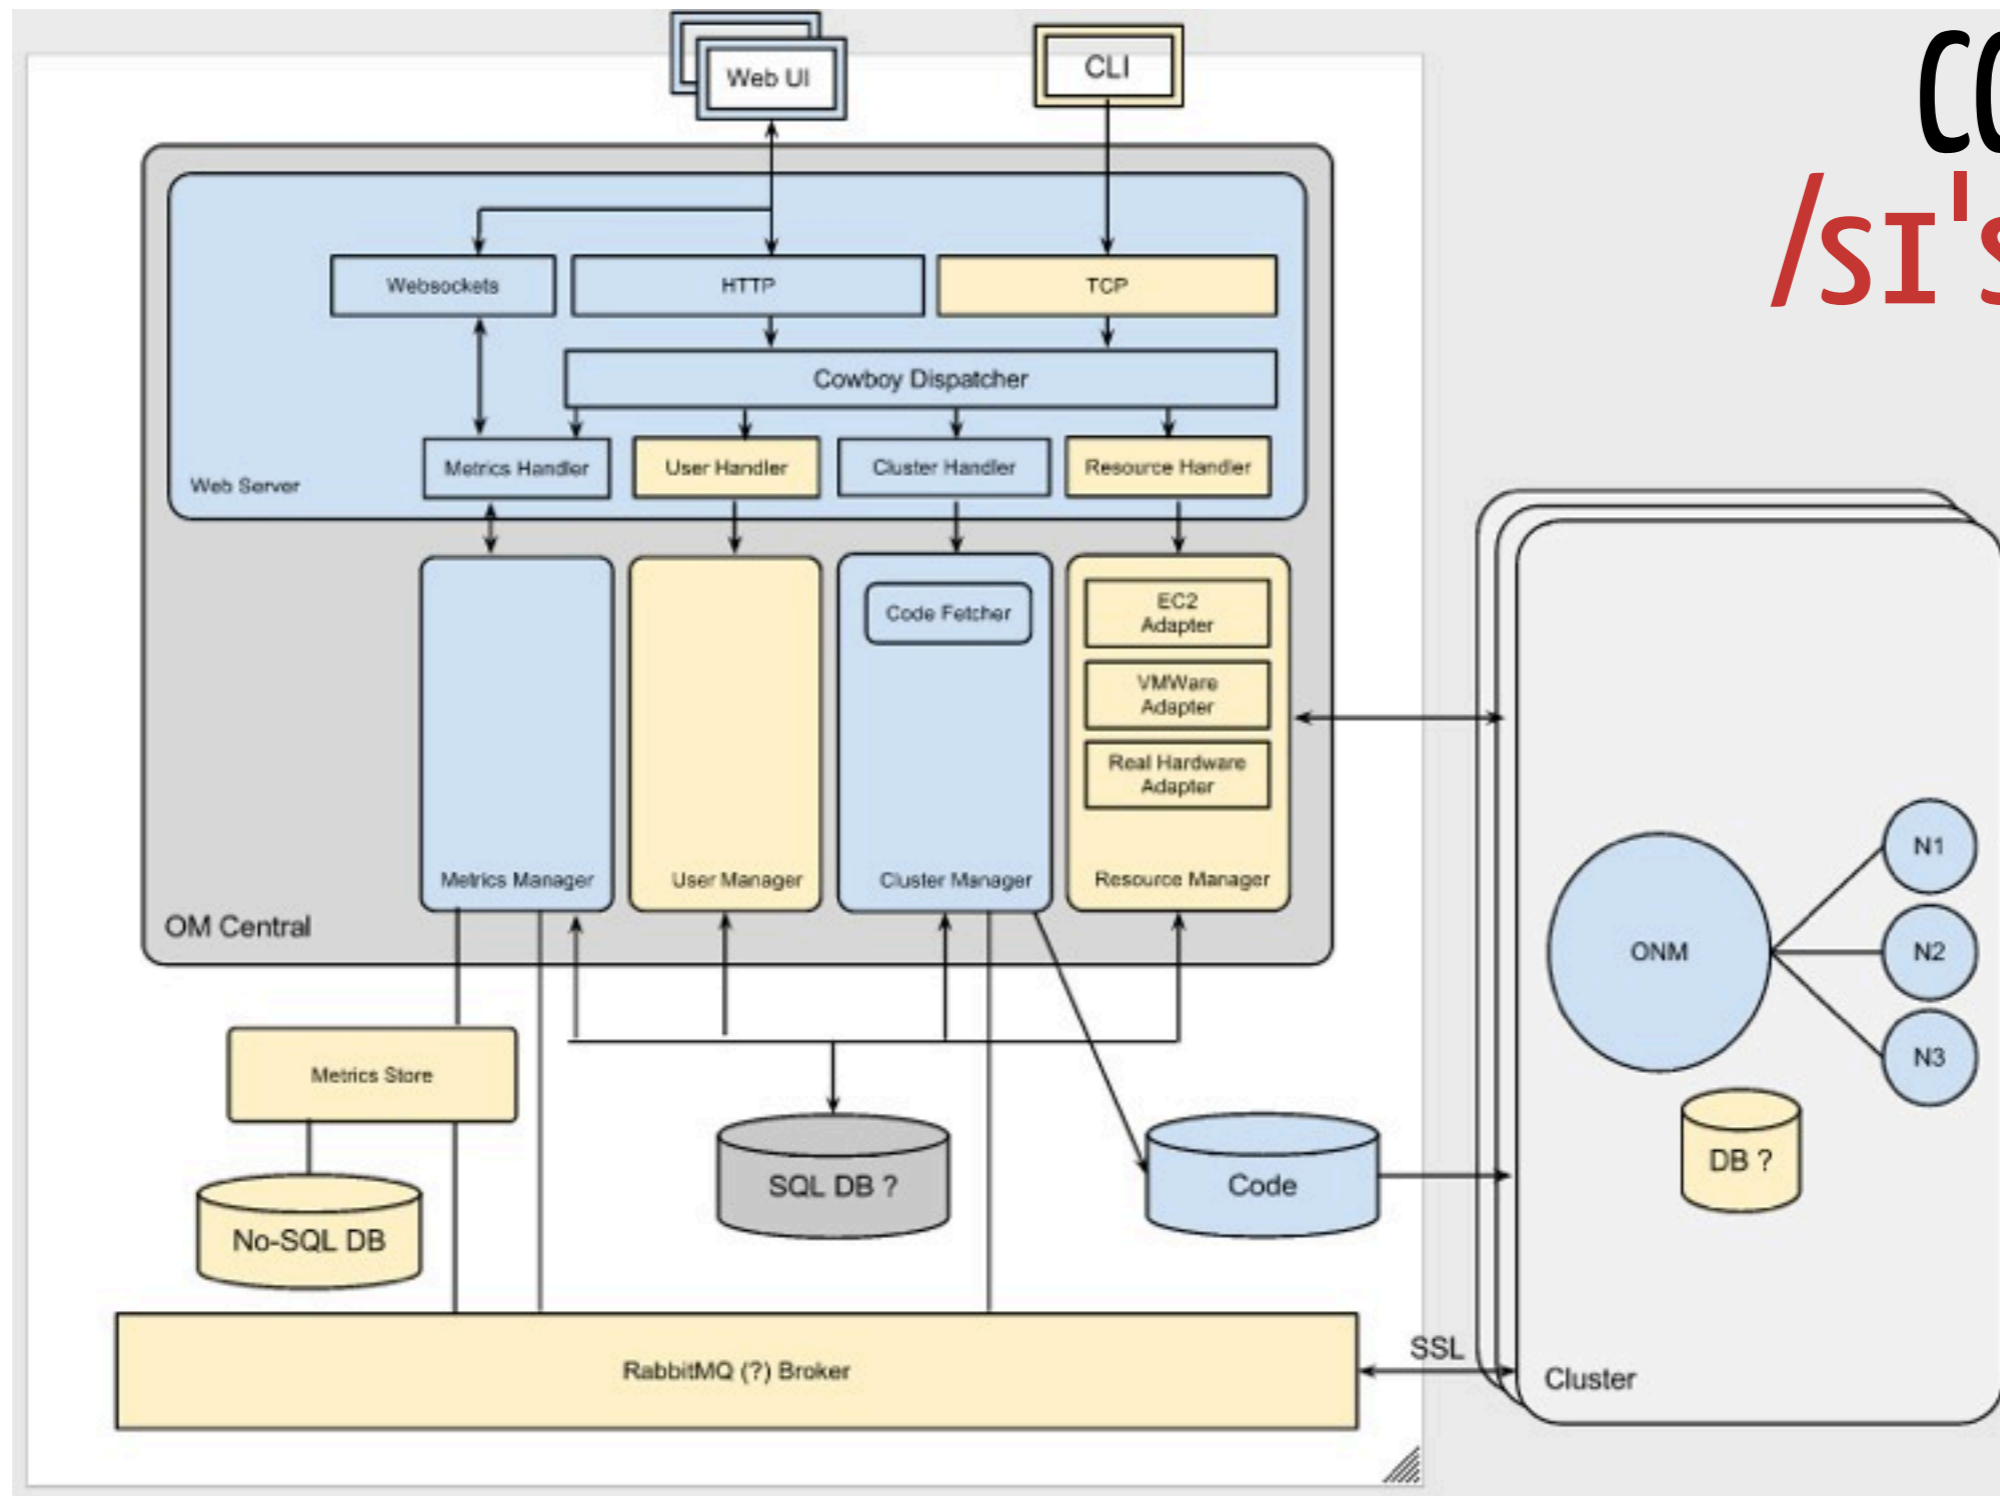 CO
/sɪ's
Web UI
CLI
Websockets
HTTP
TCP
Cowboy Dispatcher
Metrics Handler
User Handler
Cluster Handler
Resource Handler
Web Server
Code Fetcher
EC2
Adapter
VMWare
Adapter
Real Hardware
Adapter
Metrics Manager
User Manager
Cluster Manager
Resource Manager
OM Central
N1
ONM
N2
N3
Metrics Store
SQL DB ?
Code
DB ?
No-SQL DB
RabbitMQ (?) Broker
SSL
Cluster